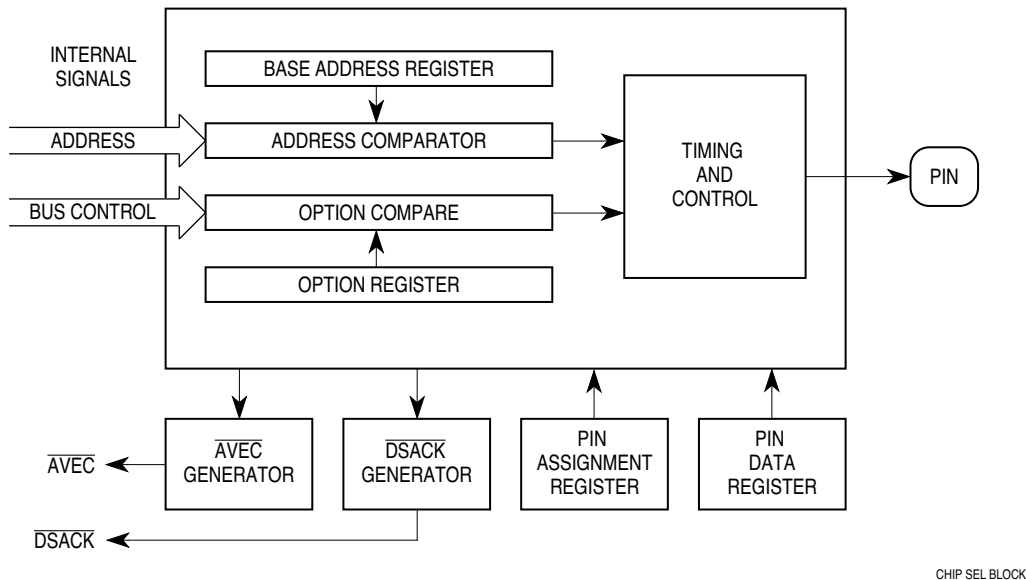 INTERNAL
SIGNALS
BASE ADDRESS REGISTER
ADDRESS
ADDRESS COMPARATOR
TIMING
AND
CONTROL
PIN
BUS CONTROL
OPTION COMPARE
OPTION REGISTER
AVEC
AVEC
GENERATOR
DSACK
GENERATOR
PIN
ASSIGNMENT
REGISTER
PIN
DATA
REGISTER
DSACK
CHIP SEL BLOCK